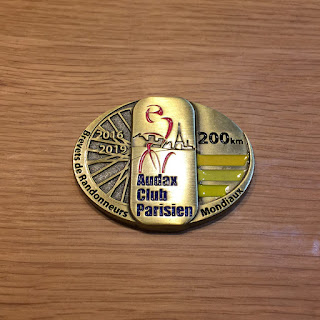 2016
2019
Brevets de Randonneurs
Audax
Club
Parisien
200km
Mondiaux